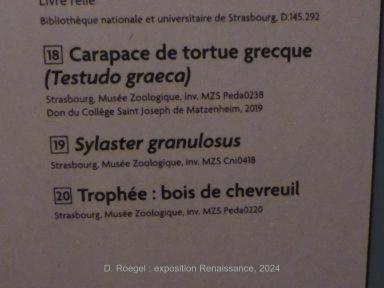 Livre relié
Bibliothèque nationale et universitaire de Strasbourg, D.145.292
18 Carapace de tortue grecque
(Testudo graeca)
Strasbourg, Musée Zoologique, inv. MZS Peda0238
Don du Collège Saint Joseph de Matzenheim, 2019
19 Sylaster granulosus
Strasbourg, Musée Zoologique, inv. MZS Cni0418
20 Trophée : bois de chevreuil
Strasbourg, Musée Zoologique, inv. MZS Peda0220
D. Roegel : exposition Renaissance, 2024